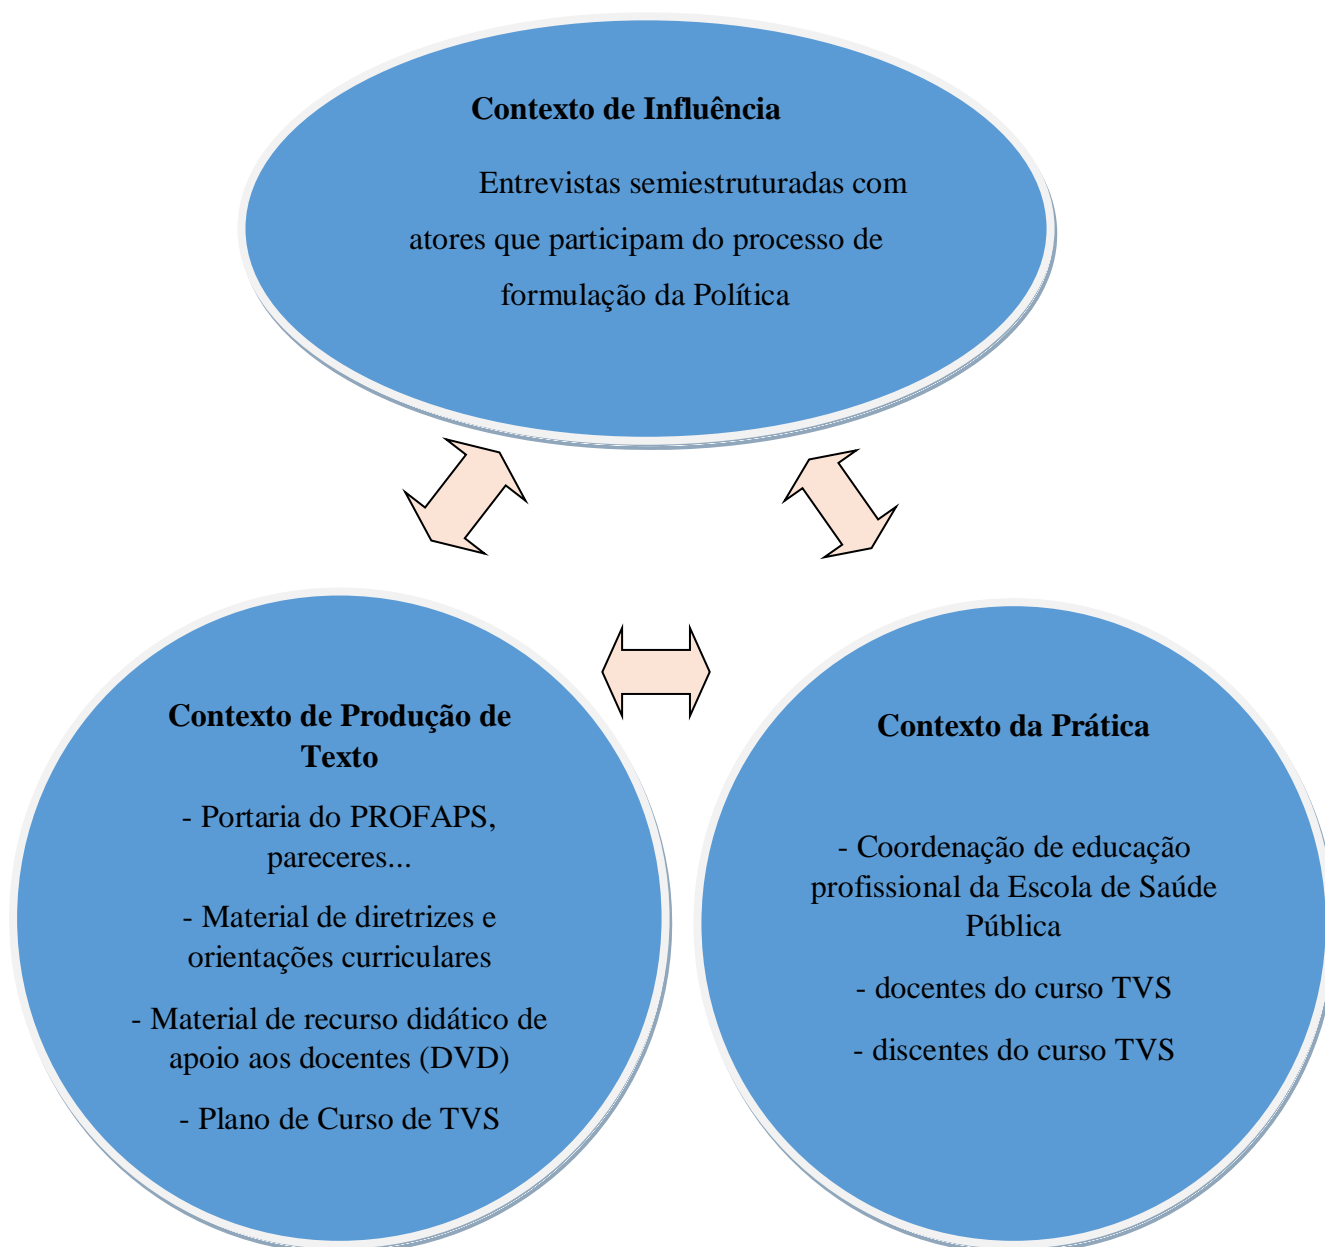 Contexto de Influência
Entrevistas semiestruturadas com
atores que participam do processo de
formulação da Política
Contexto de Produção de
Texto
- Portaria do PROFAPS,
pareceres...
- Material de diretrizes e
orientações curriculares
- Material de recurso didático de
apoio aos docentes (DVD)
- Plano de Curso de TVS
Contexto da Prática
- Coordenação de educação
profissional da Escola de Saúde
Pública
- docentes do curso TVS
- discentes do curso TVS